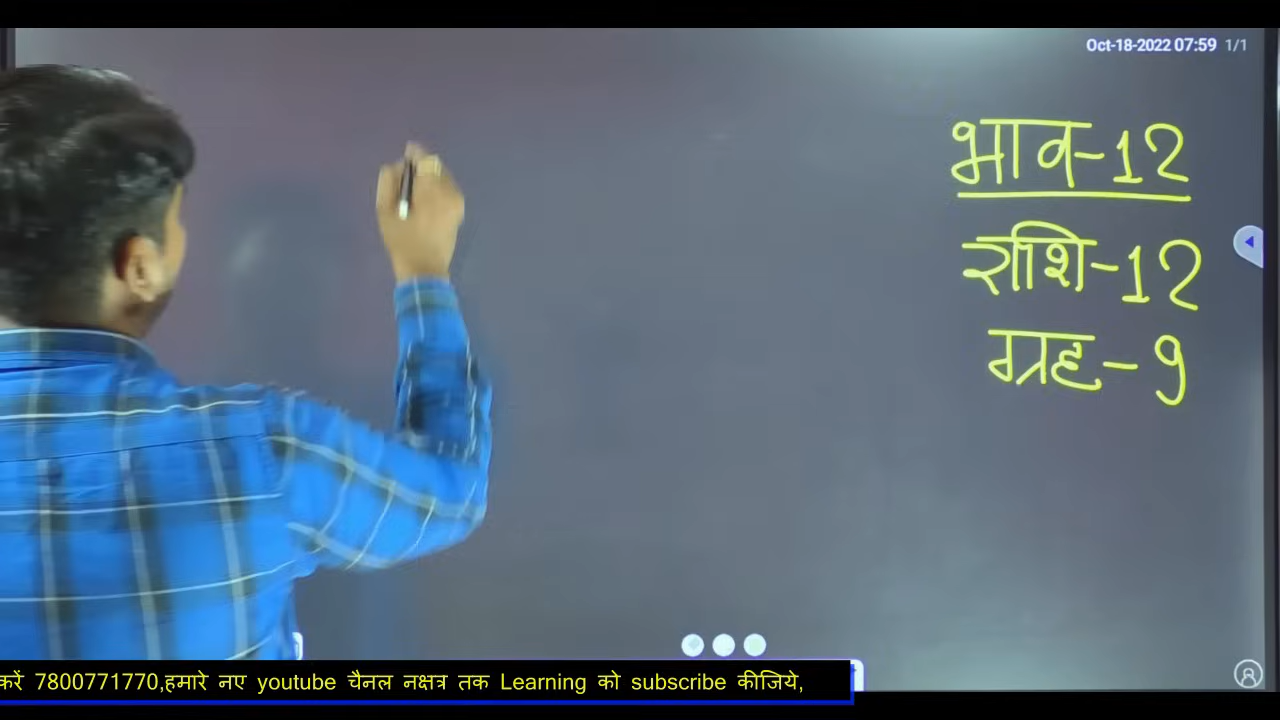 Oct-18-2022 07:59 1/1
भाव-12
राशि-12
ग्रह-9
करें 7800771770,हमारे नए youtube चैनल नक्षत्र तक Learning को subscribe कीजिये,